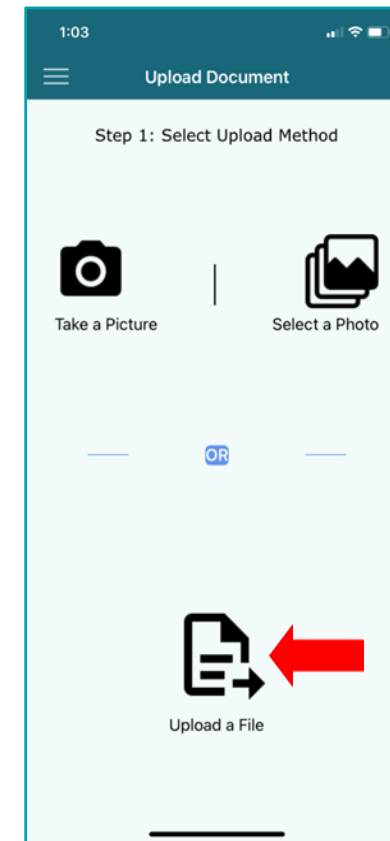 1:03
Upload Document
Step 1: Select Upload Method
Take a Picture
Select a Photo
OR
Upload a File